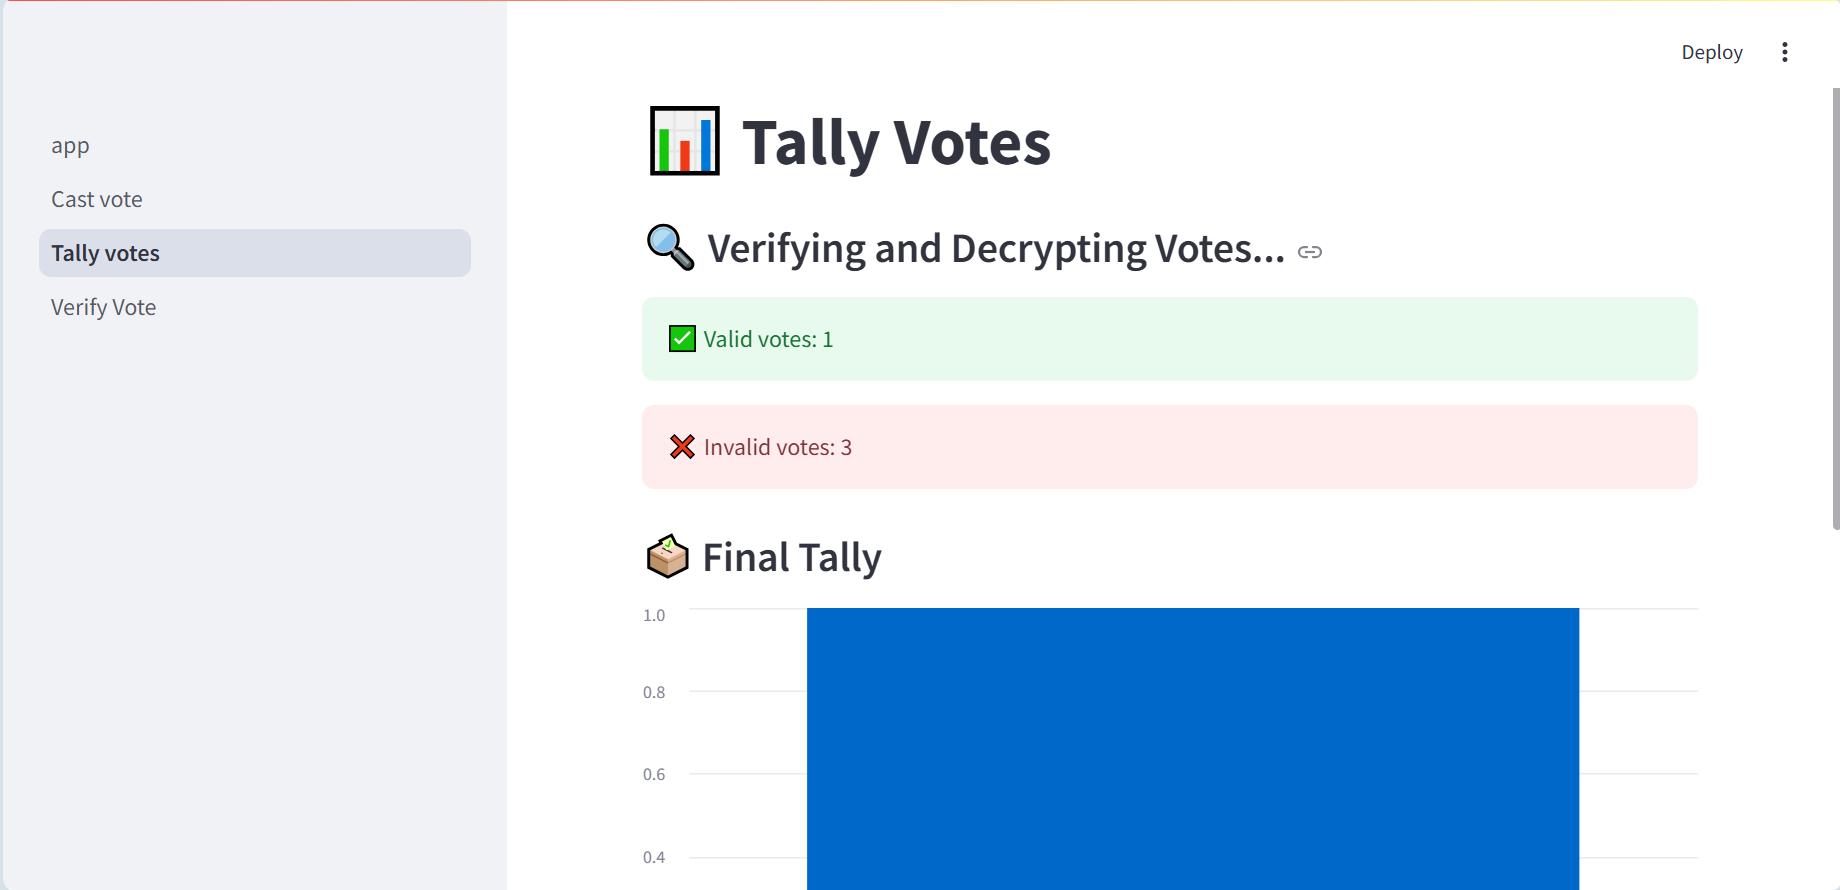 Deploy
app
Cast vote
Tally votes
Verify Vote
Tally Votes
Verifying and Decrypting Votes...
Valid votes: 1
Invalid votes: 3
Final Tally
1.0
0.8
0.6
0.4